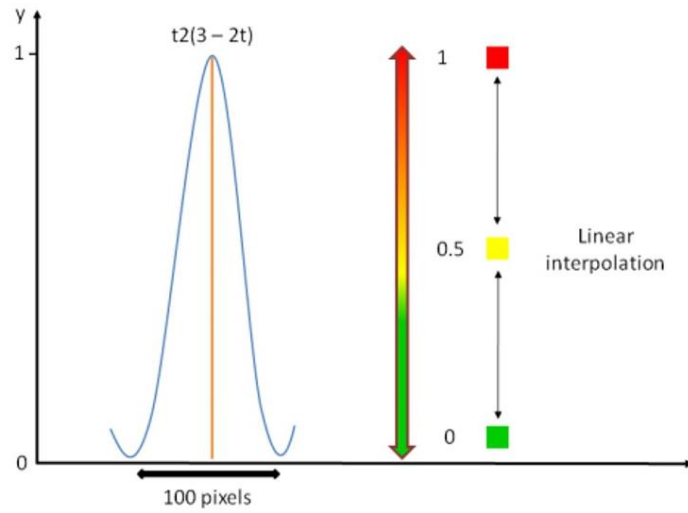 y
t2(3 – 2t)
1
1
0.5
Linear
interpolation
0
0
100 pixels